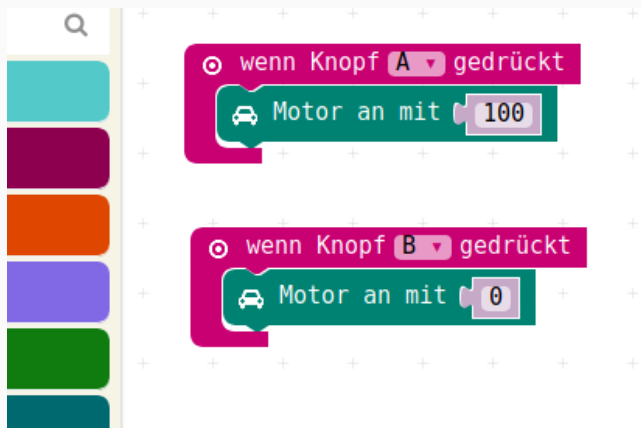 wenn Knopf A gedrückt
Motor an mit 100
wenn Knopf B gedrückt
Motor an mit 0